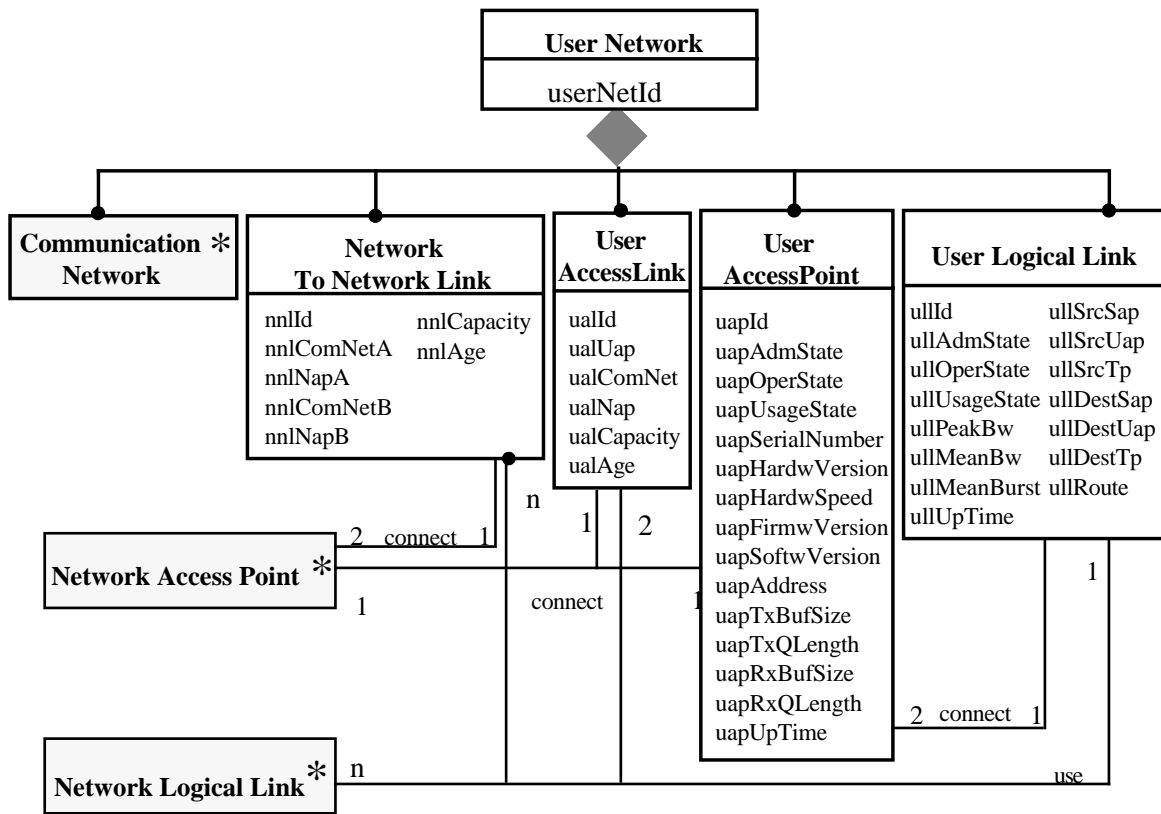 User Network
userNetId
Communication *
Network
Network
To Network Link
nnlId
nnlComNetA
nnlNapA
nnlComNetB
nnlNapB
nnlCapacity
nnlAge
User
AccessLink
ualId
ualUap
ualComNet
ualNap
ualCapacity
ualAge
User
AccessPoint
uapId
uapAdmState
uapOperState
uapUsageState
uapSerialNumber
uapHardwVersion
uapHardwSpeed
uapFirmwVersion
uapSoftwVersion
uapAddress
uapTxBufSize
uapTxQLength
uapRxBufSize
uapRxQLength
uapUpTime
User Logical Link
ullId
ullAdmState
ullOperState
ullUsageState
ullPeakBw
ullMeanBw
ullMeanBurst
ullUpTime
ullSrcSap
ullSrcUap
ullSrcTp
ullDestSap
ullDestUap
ullDestTp
ullRoute
n
1
2
2 connect 1
Network Access Point *
1
connect
1
1
2 connect 1
Network Logical Link *
n
use